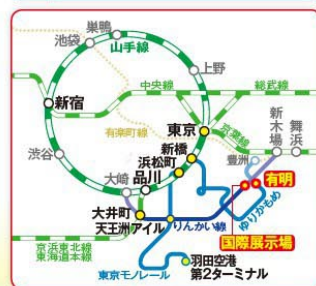 巣鴨
池袋
山手線
上野
中央線
総武線
新宿
東京
京葉線
新木場
舞浜
有楽町線
新橋
豊洲
浜松町
渋谷
品川
有明
大崎
ゆりかもめ
大井町
りんかい線
天王洲アイル
国際展示場
京浜東北線
東海道本線
羽田空港
第2ターミナル
東京モノレール